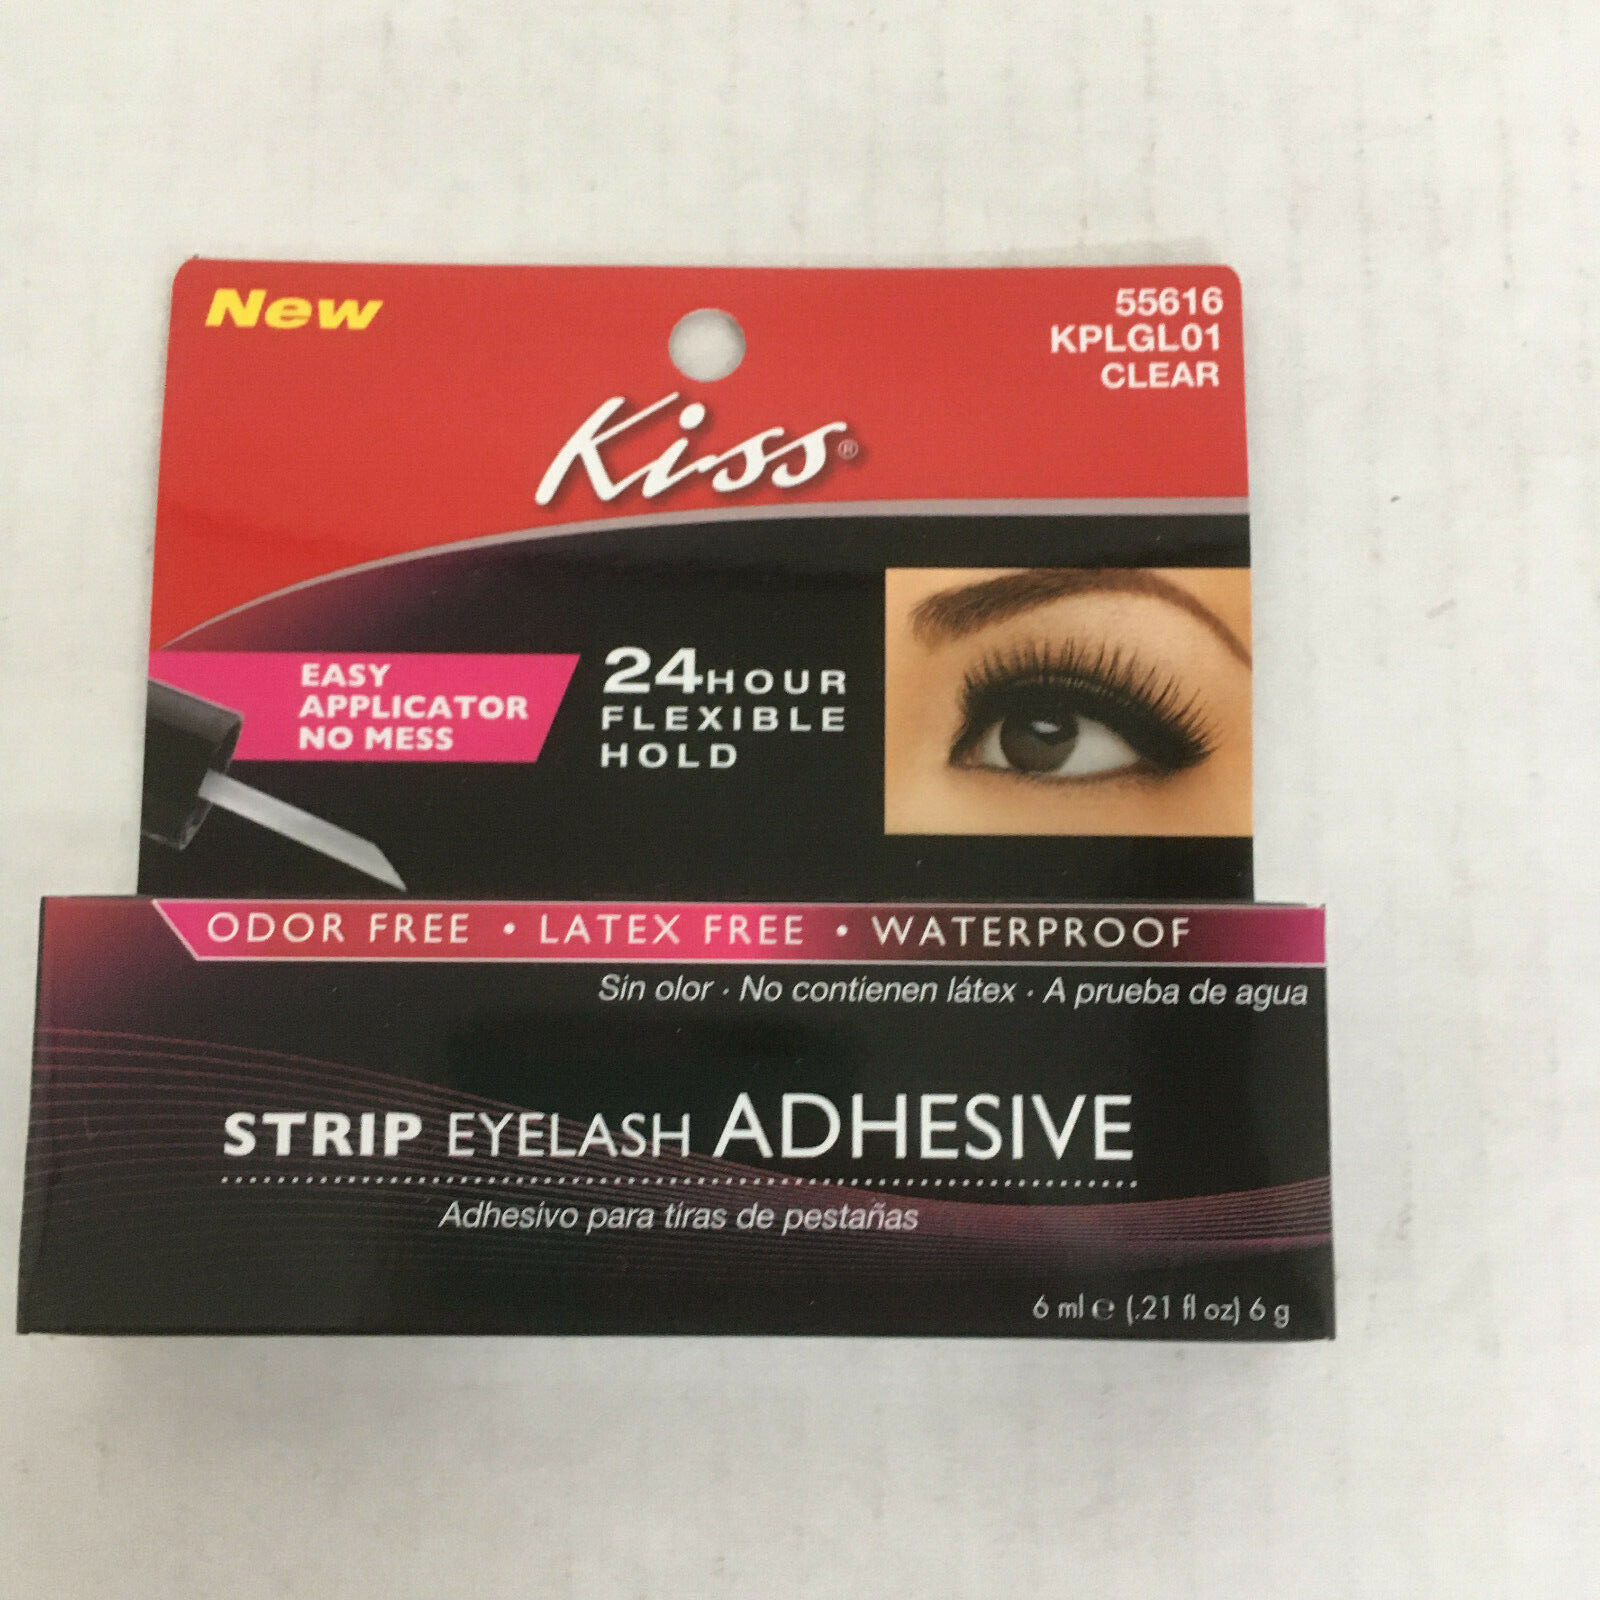 New
55616
KPLGL01
CLEAR
Kiss®
EASY
APPLICATOR
NO MESS
24 HOUR
FLEXIBLE
HOLD
ODOR FREE • LATEX FREE • WATERPROOF
Sin olor · No contienen látex · A prueba de agua
STRIP EYELASH ADHESIVE
Adhesivo para tiras de pestañas
6 ml ℮ (.21 fl oz) 6 g